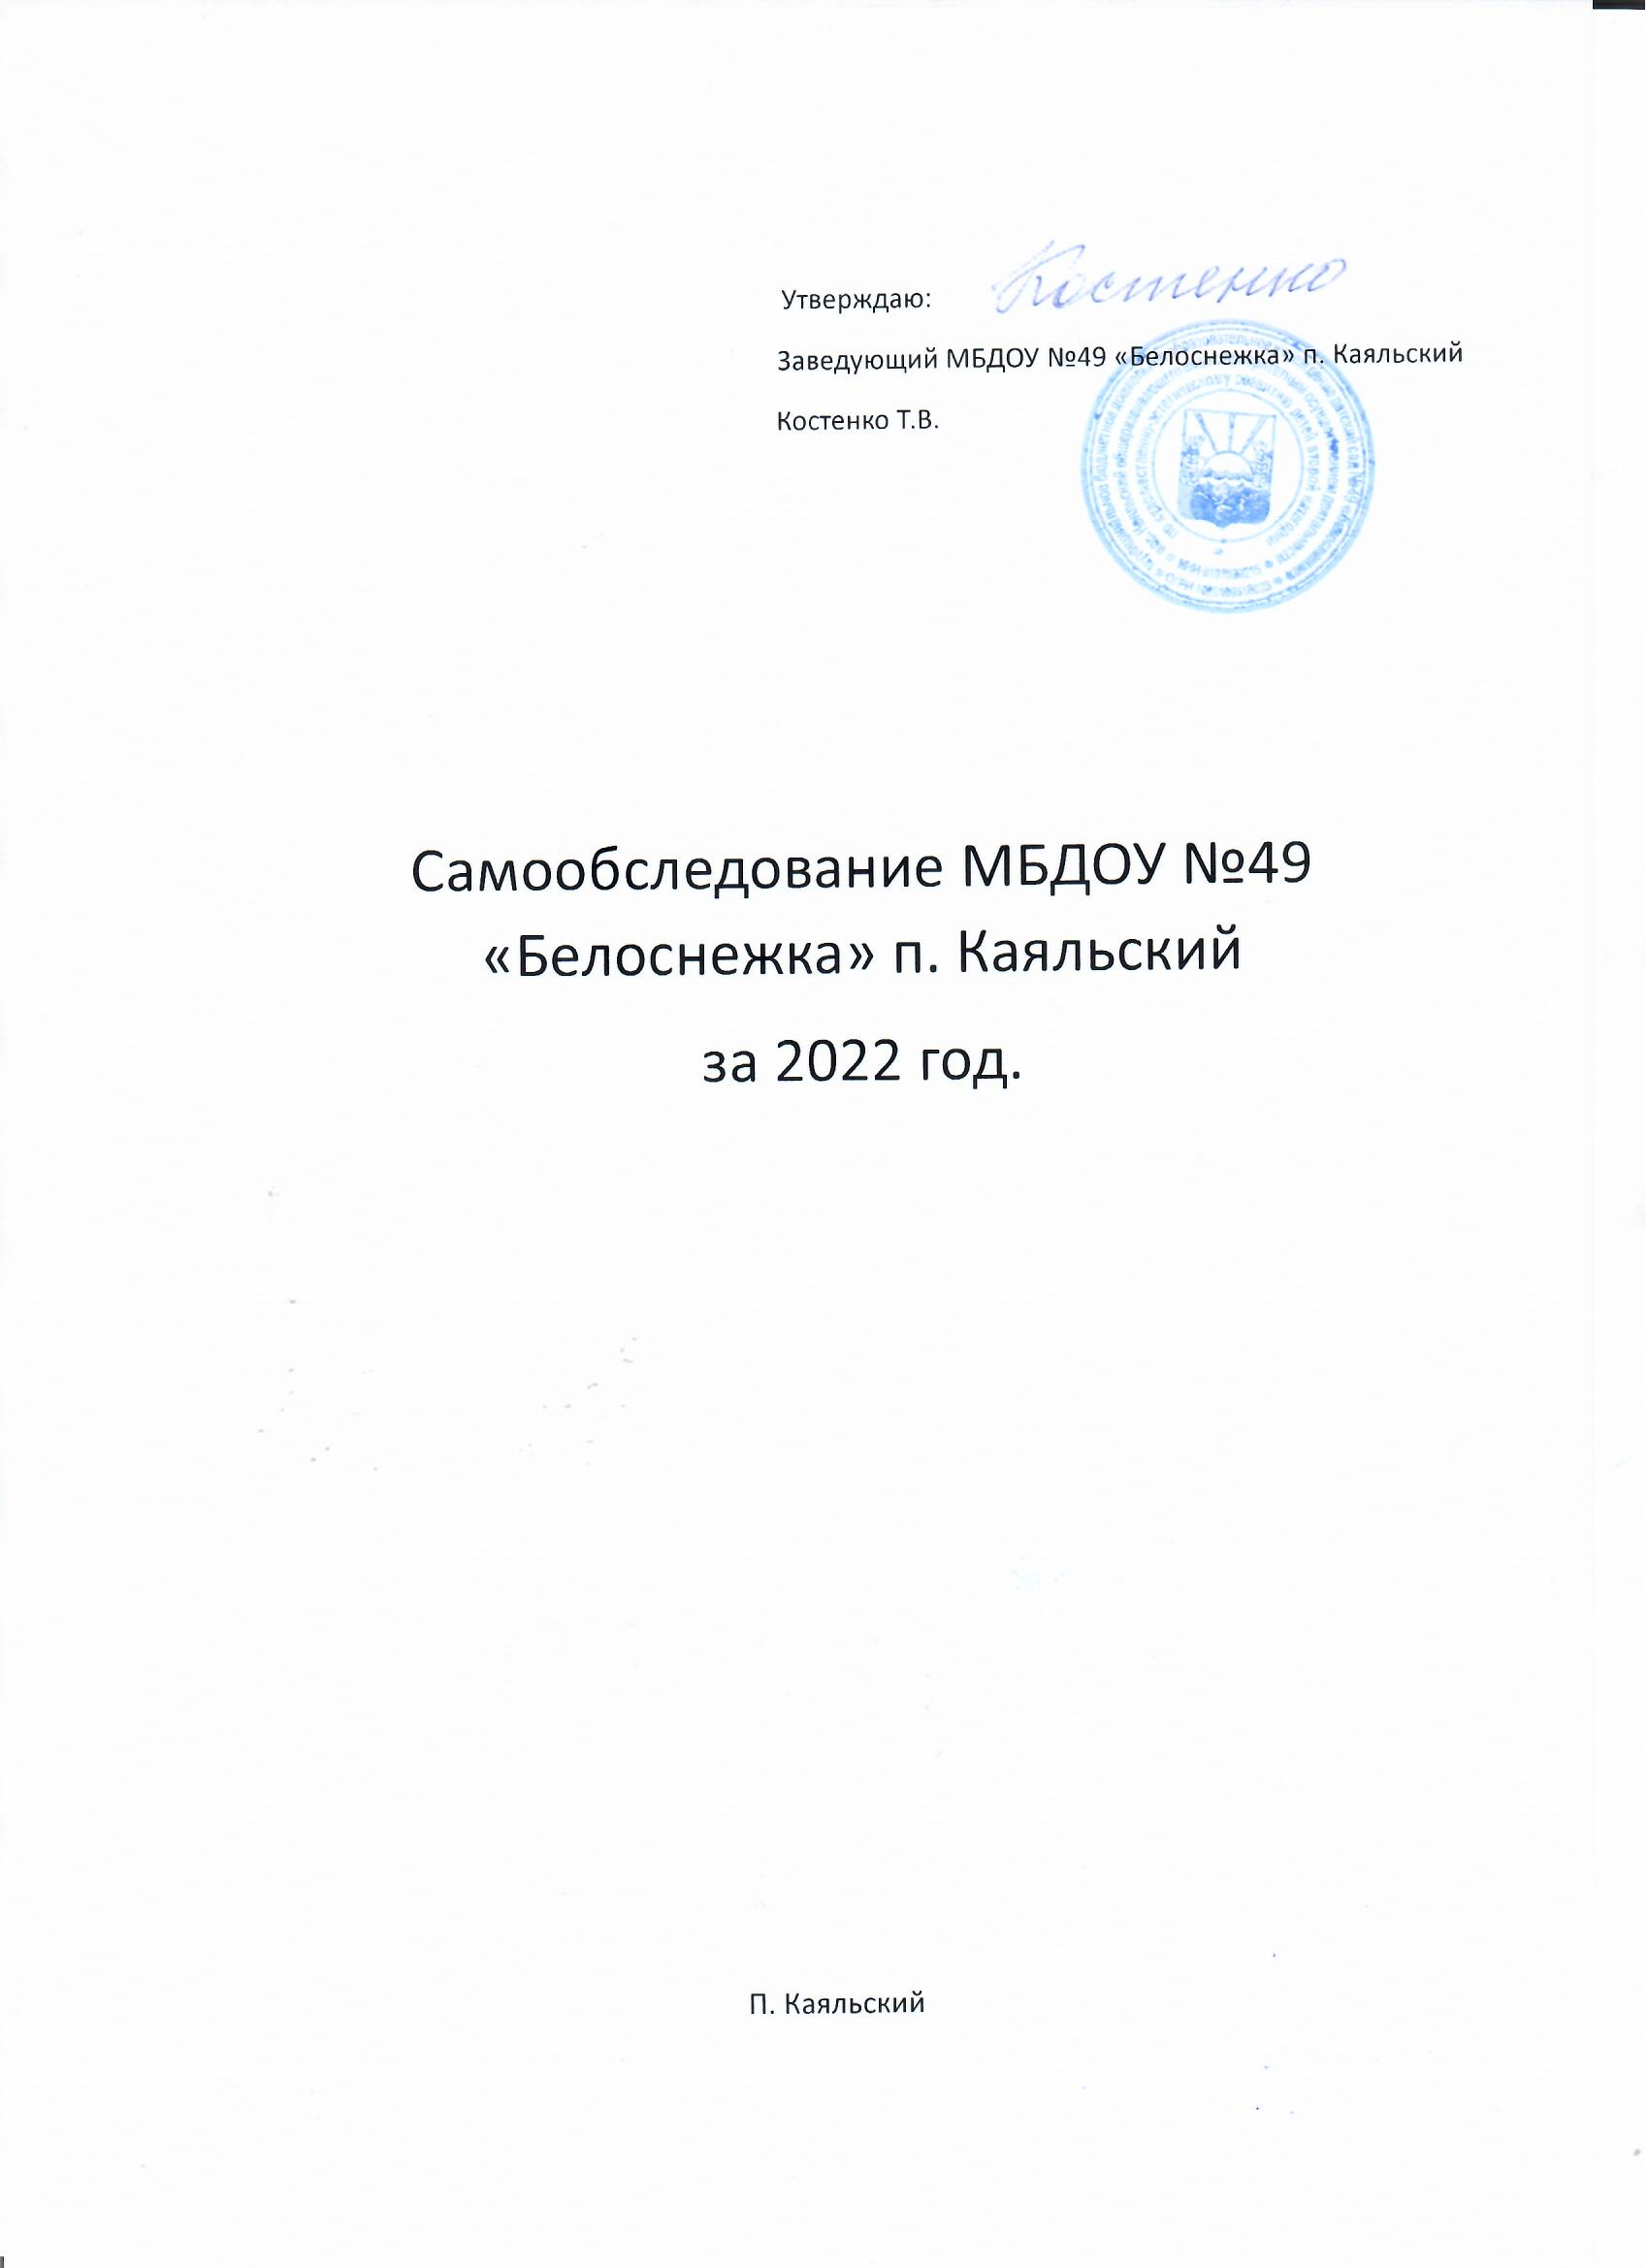 Костенко
Утверждаю:
Заведующий МБДОУ №49 «Белоснежка» п. Каяльский
Костенко Т.В.
Самообследование МБДОУ №49
«Белоснежка» п. Каяльский
за 2022 год.
П. Каяльский